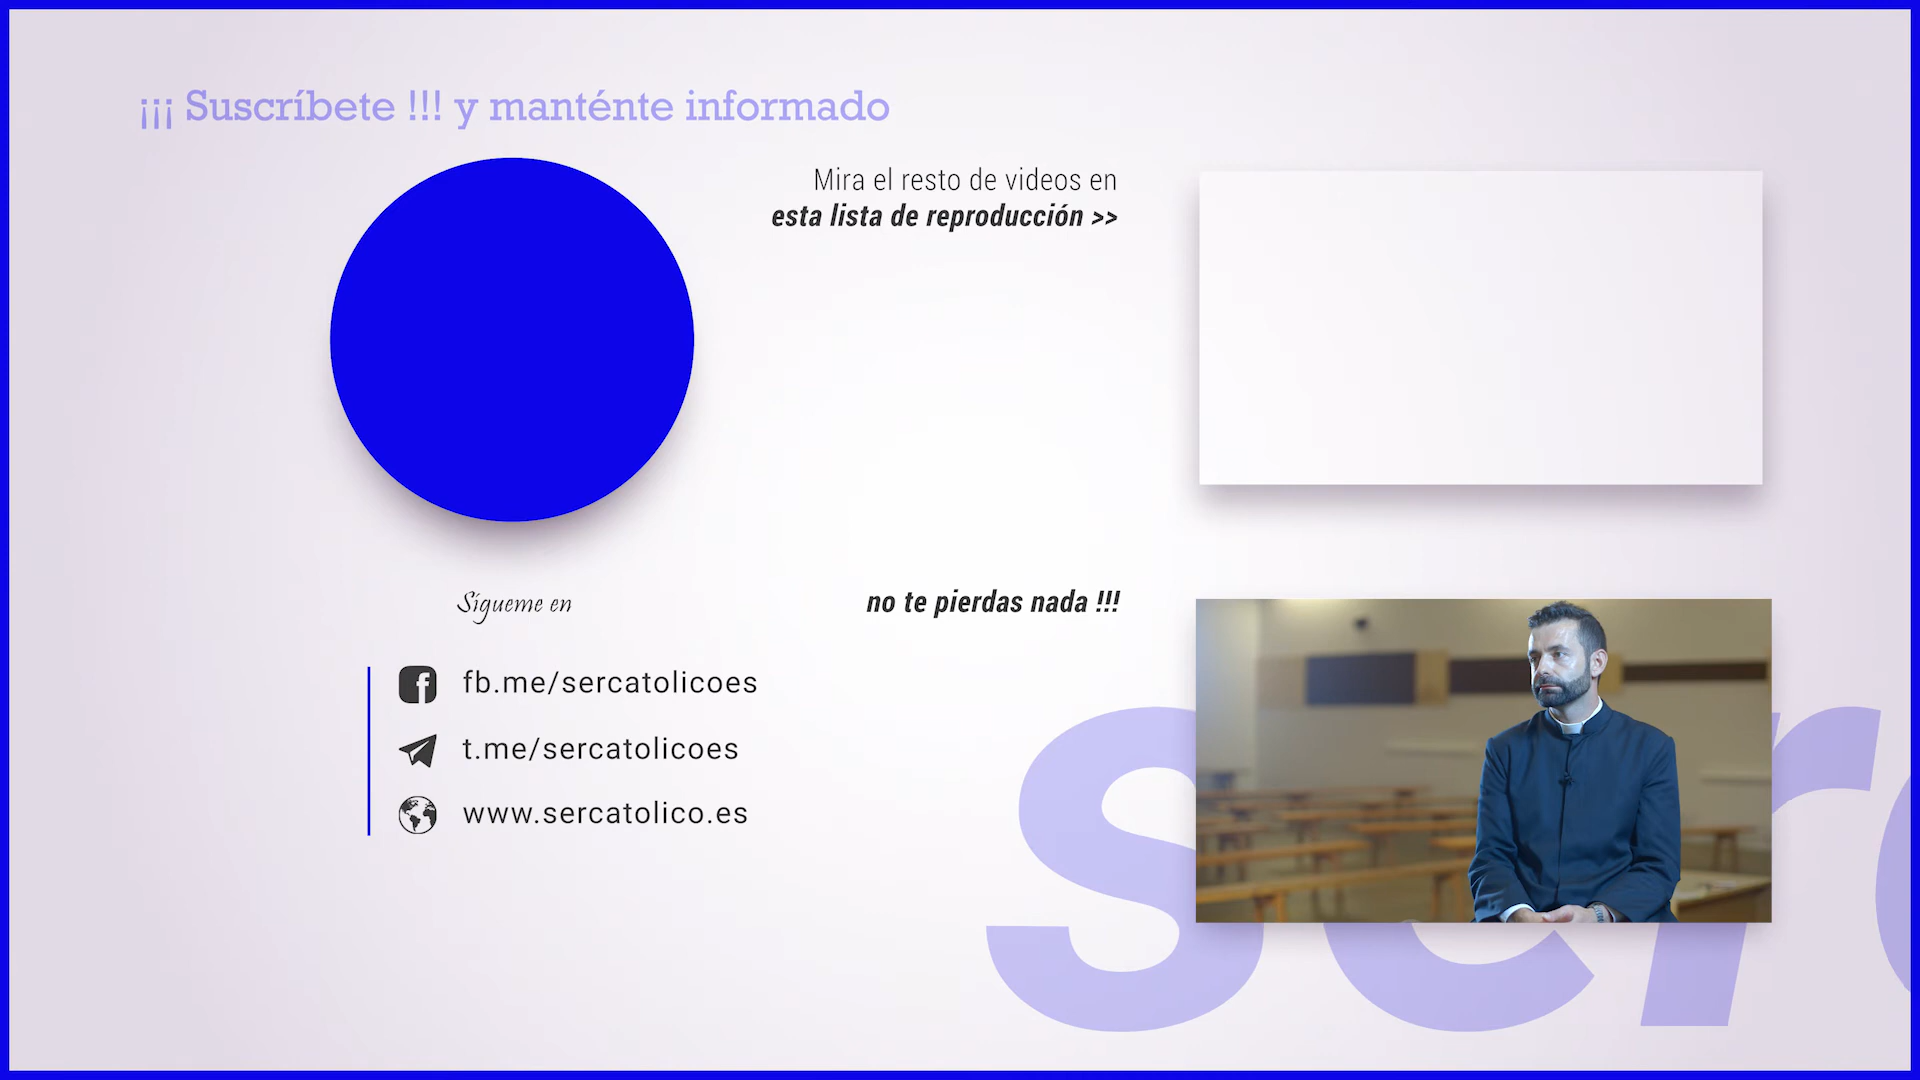 ¡¡¡ Suscríbete !!! y manténte informado
Mira el resto de videos en
esta lista de reproducción >>
Sígueme en
fb.me/sercatolicoes
t.me/sercatolicoes
www.sercatolico.es
no te pierdas nada !!!